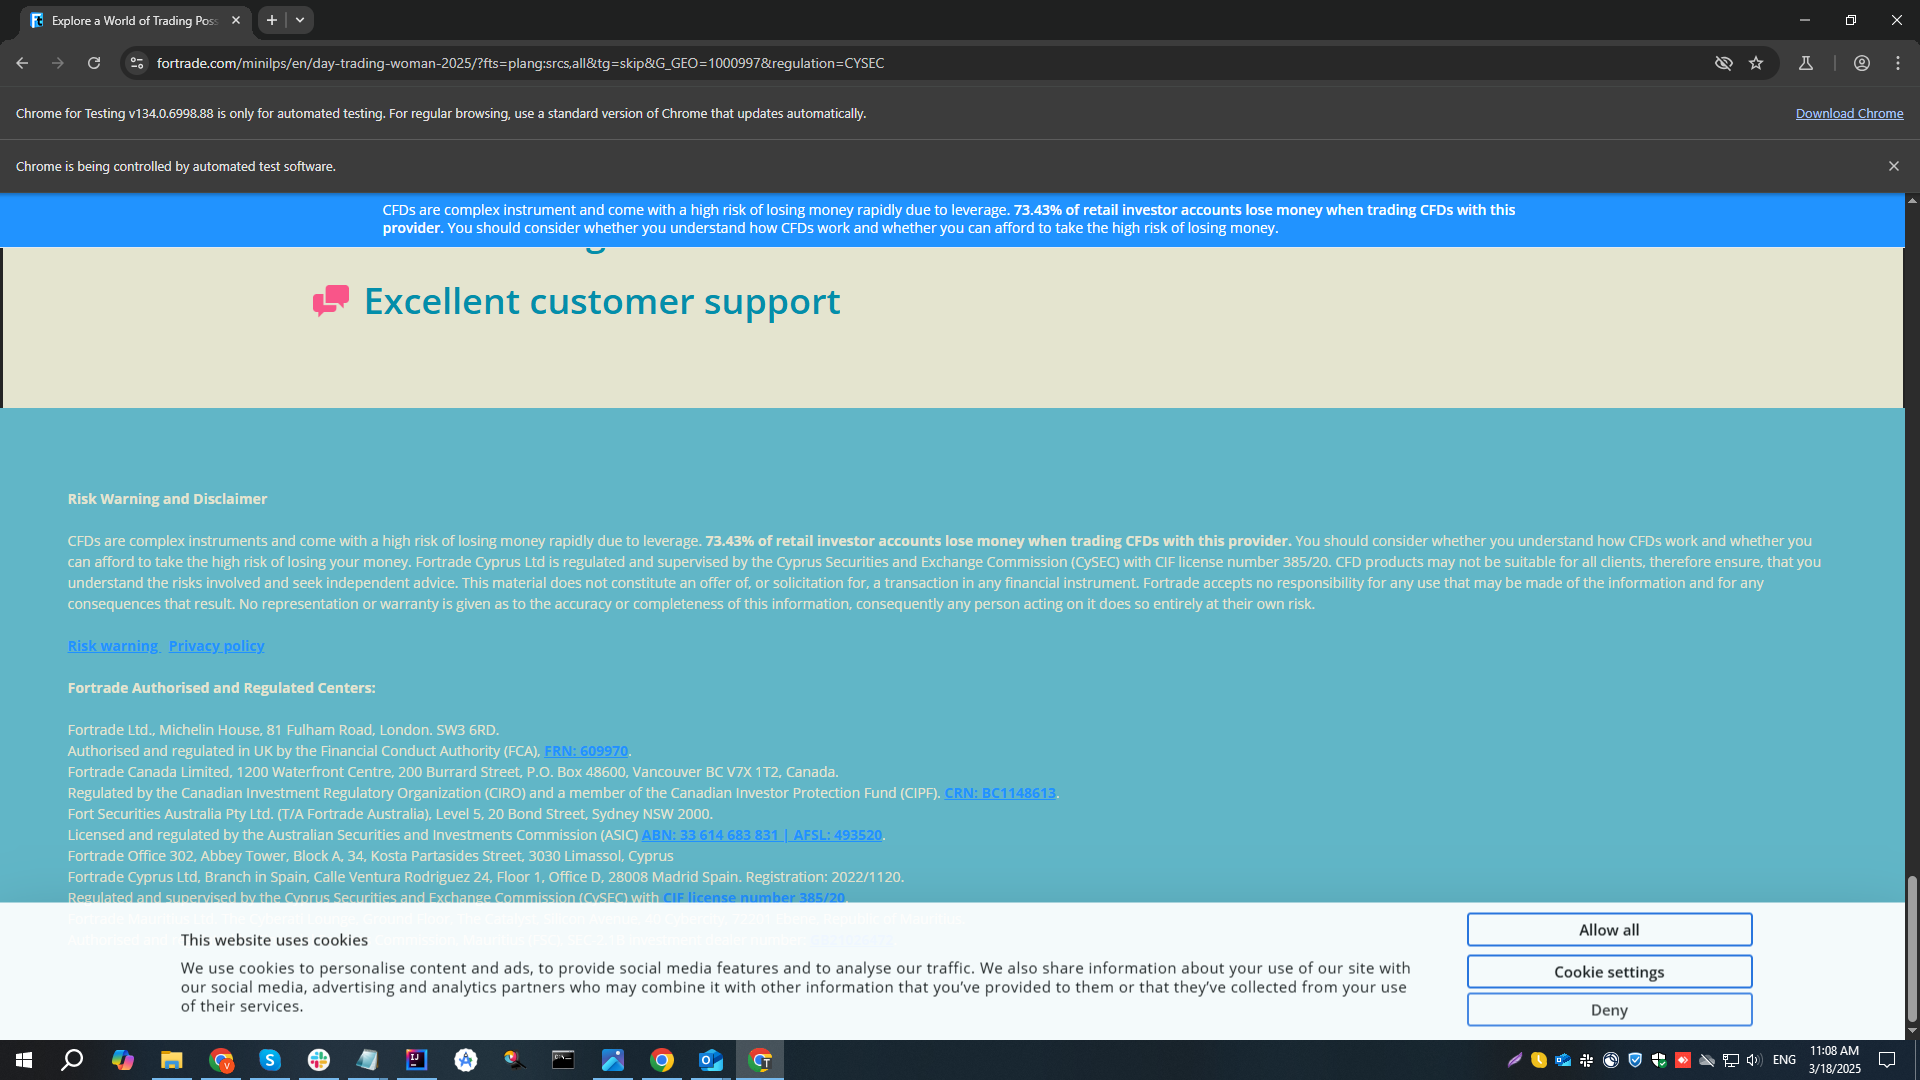 Explore a World of Trading Poss
fortrade.com/minilps/en/day-trading-woman-2025/?fts=plang:srcs,all&tg=skip&G_GEO=1000997&regulation=CYSEC
Chrome for Testing v134.0.6998.88 is only for automated testing. For regular browsing, use a standard version of Chrome that updates automatically.
Download Chrome
Chrome is being controlled by automated test software.
CFDs are complex instrument and come with a high risk of losing money rapidly due to leverage. 73.43% of retail investor accounts lose money when trading CFDs with this
provider. You should consider whether you understand how CFDs work and whether you can afford to take the high risk of losing money.
Excellent customer support
Risk Warning and Disclaimer
CFDs are complex instruments and come with a high risk of losing money rapidly due to leverage. 73.43% of retail investor accounts lose money when trading CFDs with this provider. You should consider whether you understand how CFDs work and whether you
can afford to take the high risk of losing your money. Fortrade Cyprus Ltd is regulated and supervised by the Cyprus Securities and Exchange Commission (CySEC) with CIF license number 385/20. CFD products may not be suitable for all clients, therefore ensure, that you
understand the risks involved and seek independent advice. This material does not constitute an offer of, or solicitation for, a transaction in any financial instrument. Fortrade accepts no responsibility for any use that may be made of the information and for any
consequences that result. No representation or warranty is given as to the accuracy or completeness of this information, consequently any person acting on it does so entirely at their own risk.
Risk warning Privacy policy
Fortrade Authorised and Regulated Centers:
Fortrade Ltd., Michelin House, 81 Fulham Road, London. SW3 6RD.
Authorised and regulated in UK by the Financial Conduct Authority (FCA), FRN: 609970.
Fortrade Canada Limited, 1200 Waterfront Centre, 200 Burrard Street, P.O. Box 48600, Vancouver BC V7X 1T2, Canada.
Regulated by the Canadian Investment Regulatory Organization (CIRO) and a member of the Canadian Investor Protection Fund (CIPF). CRN: BC1148613.
Fort Securities Australia Pty Ltd. (T/A Fortrade Australia), Level 5, 20 Bond Street, Sydney NSW 2000.
Licensed and regulated by the Australian Securities and Investments Commission (ASIC) ABN: 33 614 683 831 | AFSL: 493520.
Fortrade Office 302, Abbey Tower, Block A, 34, Kosta Partasides Street, 3030 Limassol, Cyprus
Fortrade Cyprus Ltd, Branch in Spain, Calle Ventura Rodriguez 24, Floor 1, Office D, 28008 Madrid Spain. Registration: 2022/1120.
Regulated and supervised by the Cyprus Securities and Exchange Commission (CySEC) with CIF license number 385/20.
This website uses cookies
We use cookies to personalise content and ads, to provide social media features and to analyse our traffic. We also share information about your use of our site with
our social media, advertising and analytics partners who may combine it with other information that you've provided to them or that they've collected from your use
of their services.
Allow all
Cookie settings
Deny
ENG
11:08 AM
3/18/2025